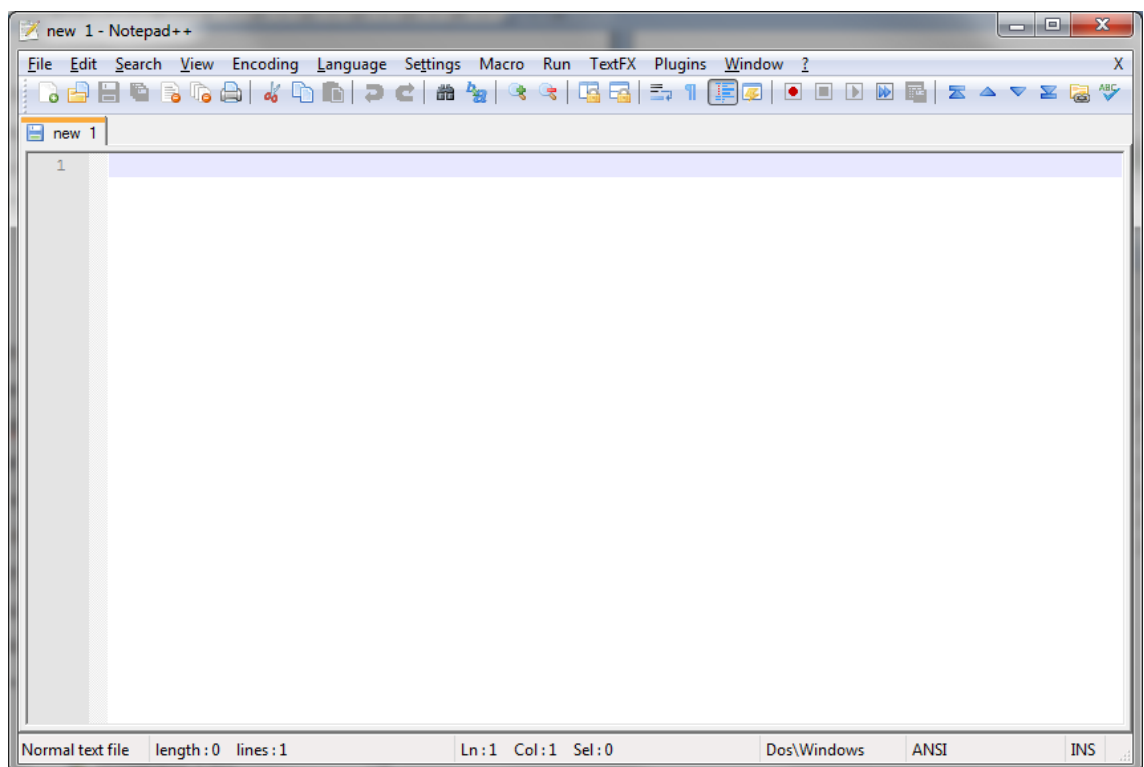 new 1 - Notepad++
File Edit Search View Encoding Language Settings Macro Run TextFX Plugins Window ? X
ABC
new 1
1
Normal text file length : 0 lines : 1 Ln : 1 Col : 1 Sel : 0 Dos\Windows ANSI INS